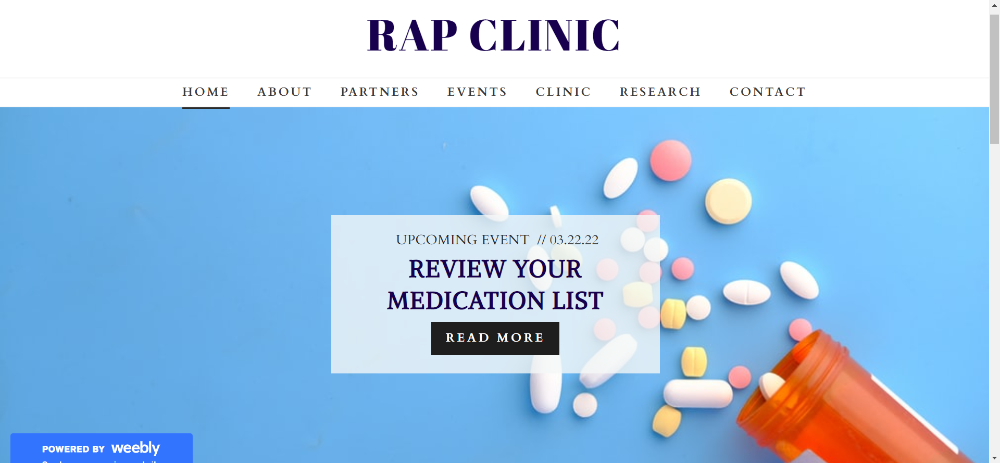 RAP CLINIC
HOME ABOUT PARTNERS EVENTS CLINIC RESEARCH CONTACT
UPCOMING EVENT // 03.22.22
REVIEW YOUR
MEDICATION LIST
READ MORE
POWERED BY weebly